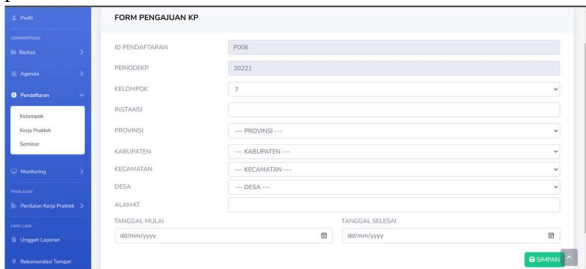 Profil
FORM PENGAJUAN KP
ADMINISTRASI
Berkas
Agenda
Pendaftaran
Kelompok
Kerja Praktek
Seminar
Monitoring
PENILAIAN
Penilaian Kerja Praktek
LAIN-LAIN
Unggah Laporan
Rekomendasi Tempat
ID PENDAFTARAN
P006
PERIODEKP
20221
KELOMPOK
7
INSTANSI
PROVINSI
--- PROVINSI ---
KABUPATEN
--- KABUPATEN ---
KECAMATAN
--- KECAMATAN ---
DESA
--- DESA ---
ALAMAT
TANGGAL MULAI
TANGGAL SELESAI
dd/mm/yyyy
dd/mm/yyyy
SIMPAN